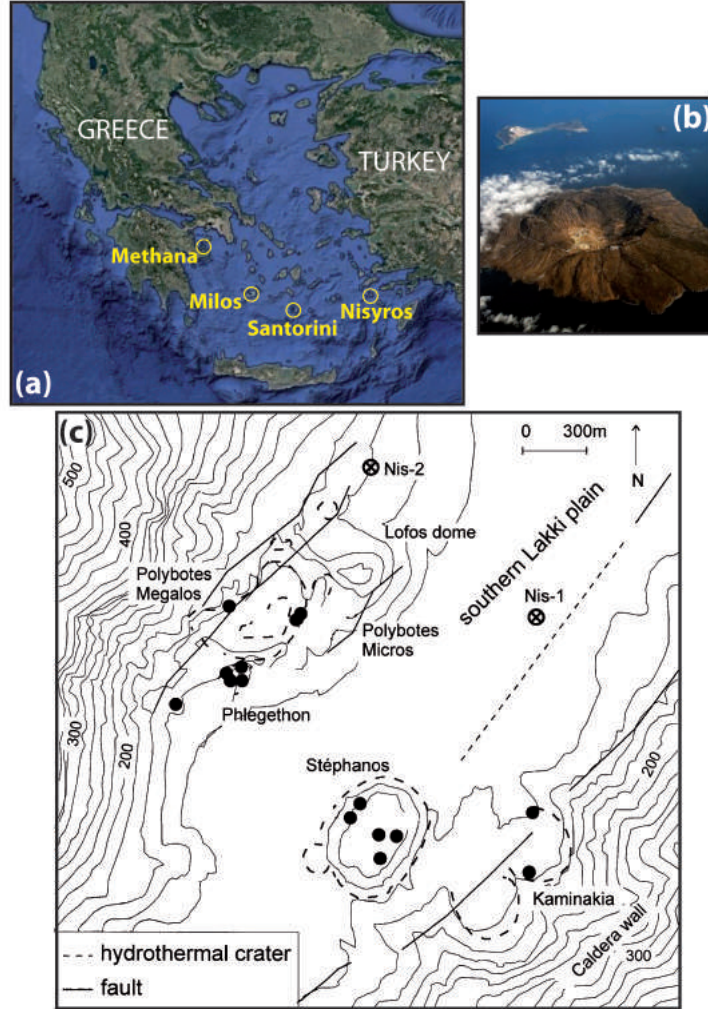 GREECE
TURKEY
Methana
Milos
Santorini
Nisyros
(a)
(b)
(c)
0 300m
N
500
400
300
200
Nis-2
Lofos dome
southern Lakki plain
Nis-1
Polybotes
Megalos
Polybotes
Micros
Phlegethon
Stéphanos
200
Kaminakia
Caldera wall
300
hydrothermal crater
fault